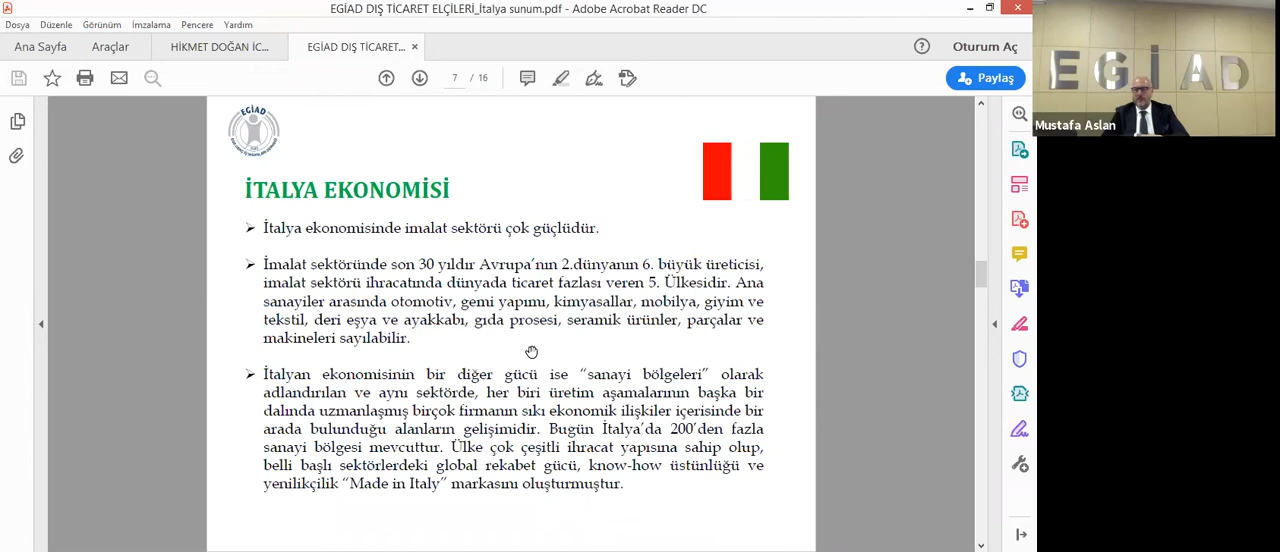 EGİAD DIŞ TİCARET ELÇİLERİ_İtalya sunum.pdf - Adobe Acrobat Reader DC
Dosya Düzenle Görünüm İmzalama Pencere Yardım
Ana Sayfa Araçlar HİKMET DOĞAN İC... EGİAD DIŞ TİCARET... × Oturum Aç
7 / 16 Paylaş
EGİAD
Mustafa Aslan
EGİAD
İTALYA EKONOMİSİ
➤ İtalya ekonomisinde imalat sektörü çok güçlüdür.
➤ İmalat sektöründe son 30 yıldır Avrupa’nın 2.dünyanın 6. büyük üreticisi,
imalat sektörü ihracatında dünyada ticaret fazlası veren 5. Ülkesidir. Ana
sanayiler arasında otomotiv, gemi yapımı, kimyasallar, mobilya, giyim ve
tekstil, deri eşya ve ayakkabı, gıda prosesi, seramik ürünler, parçalar ve
makineleri sayılabilir.
➤ İtalyan ekonomisinin bir diğer gücü ise “sanayi bölgeleri” olarak
adlandırılan ve aynı sektörde, her biri üretim aşamalarının başka bir
dalında uzmanlaşmış birçok firmanın sıkı ekonomik ilişkiler içerisinde bir
arada bulunduğu alanların gelişimidir. Bugün İtalya’da 200’den fazla
sanayi bölgesi mevcuttur. Ülke çok çeşitli ihracat yapısına sahip olup,
belli başlı sektörlerdeki global rekabet gücü, know-how üstünlüğü ve
yenilikçilik “Made in Italy” markasını oluşturmuştur.